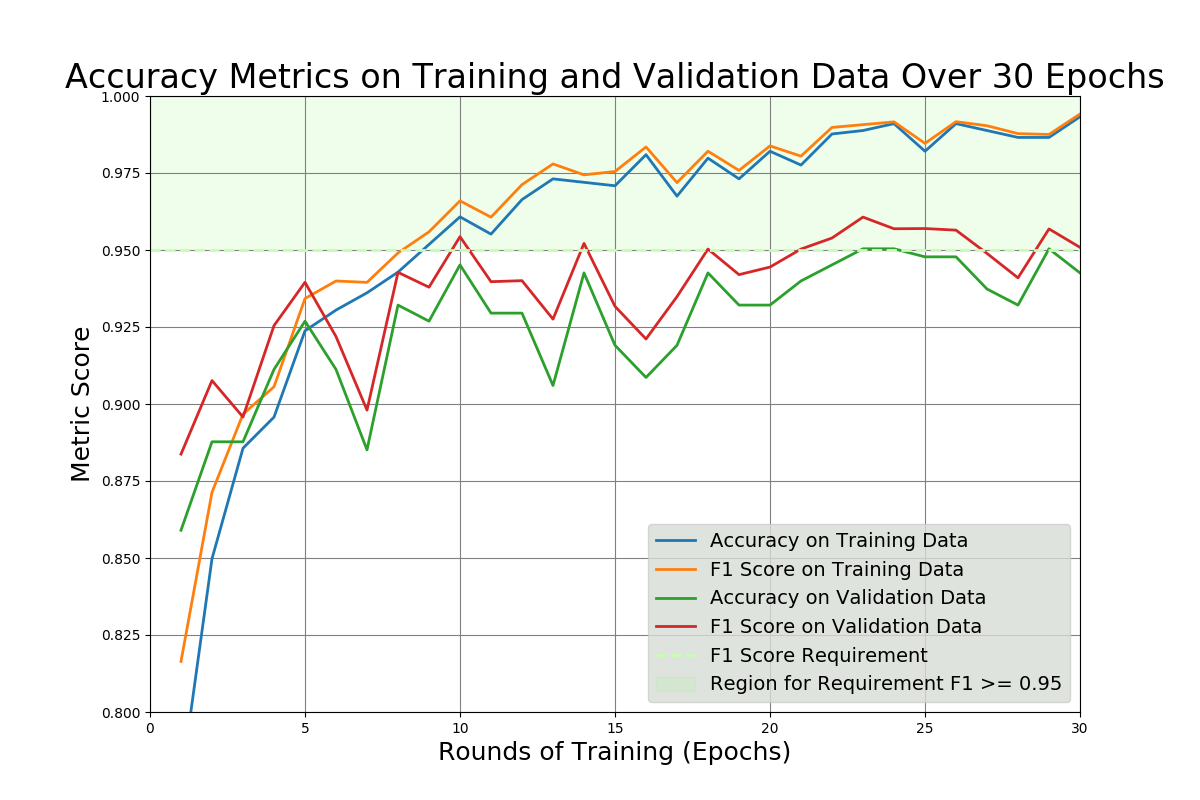 Accuracy Metrics on Training and Validation Data Over 30 Epochs
1.000
0.975
0.950
0.925
0.900
0.875
0.850
0.825
0.800
Metric Score
Accuracy on Training Data
F1 Score on Training Data
Accuracy on Validation Data
F1 Score on Validation Data
F1 Score Requirement
Region for Requirement F1 >= 0.95
0 5 10 15 20 25 30
Rounds of Training (Epochs)